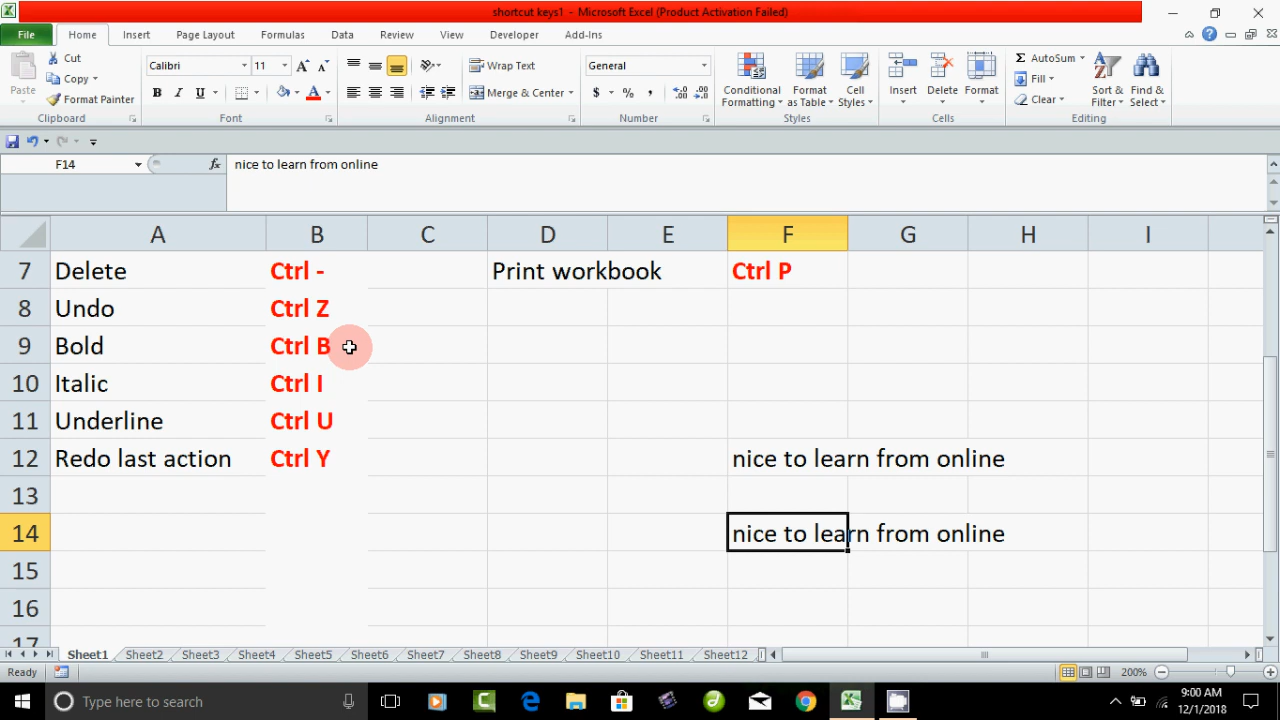 shortcut keys1 - Microsoft Excel (Product Activation Failed)
File Home Insert Page Layout Formulas Data Review View Developer Add-Ins
Paste
Cut
Copy
Format Painter
Clipboard
Calibri 11
B I U
Font
Wrap Text
Merge & Center
Alignment
General
$ % ,
Number
Conditional Formatting
Format as Table
Cell Styles
Styles
Insert Delete Format
Cells
Σ AutoSum
Fill
Clear
Sort & Filter
Find & Select
Editing
F14 fx nice to learn from online
A B C D E F G H I
7 Delete Ctrl - Print workbook Ctrl P
8 Undo Ctrl Z
9 Bold Ctrl B
10 Italic Ctrl I
11 Underline Ctrl U
12 Redo last action Ctrl Y nice to learn from online
13
14 nice to learn from online
15
16
17
Sheet1 Sheet2 Sheet3 Sheet4 Sheet5 Sheet6 Sheet7 Sheet8 Sheet9 Sheet10 Sheet11 Sheet12
Ready 200%
Type here to search
9:00 AM
12/1/2018